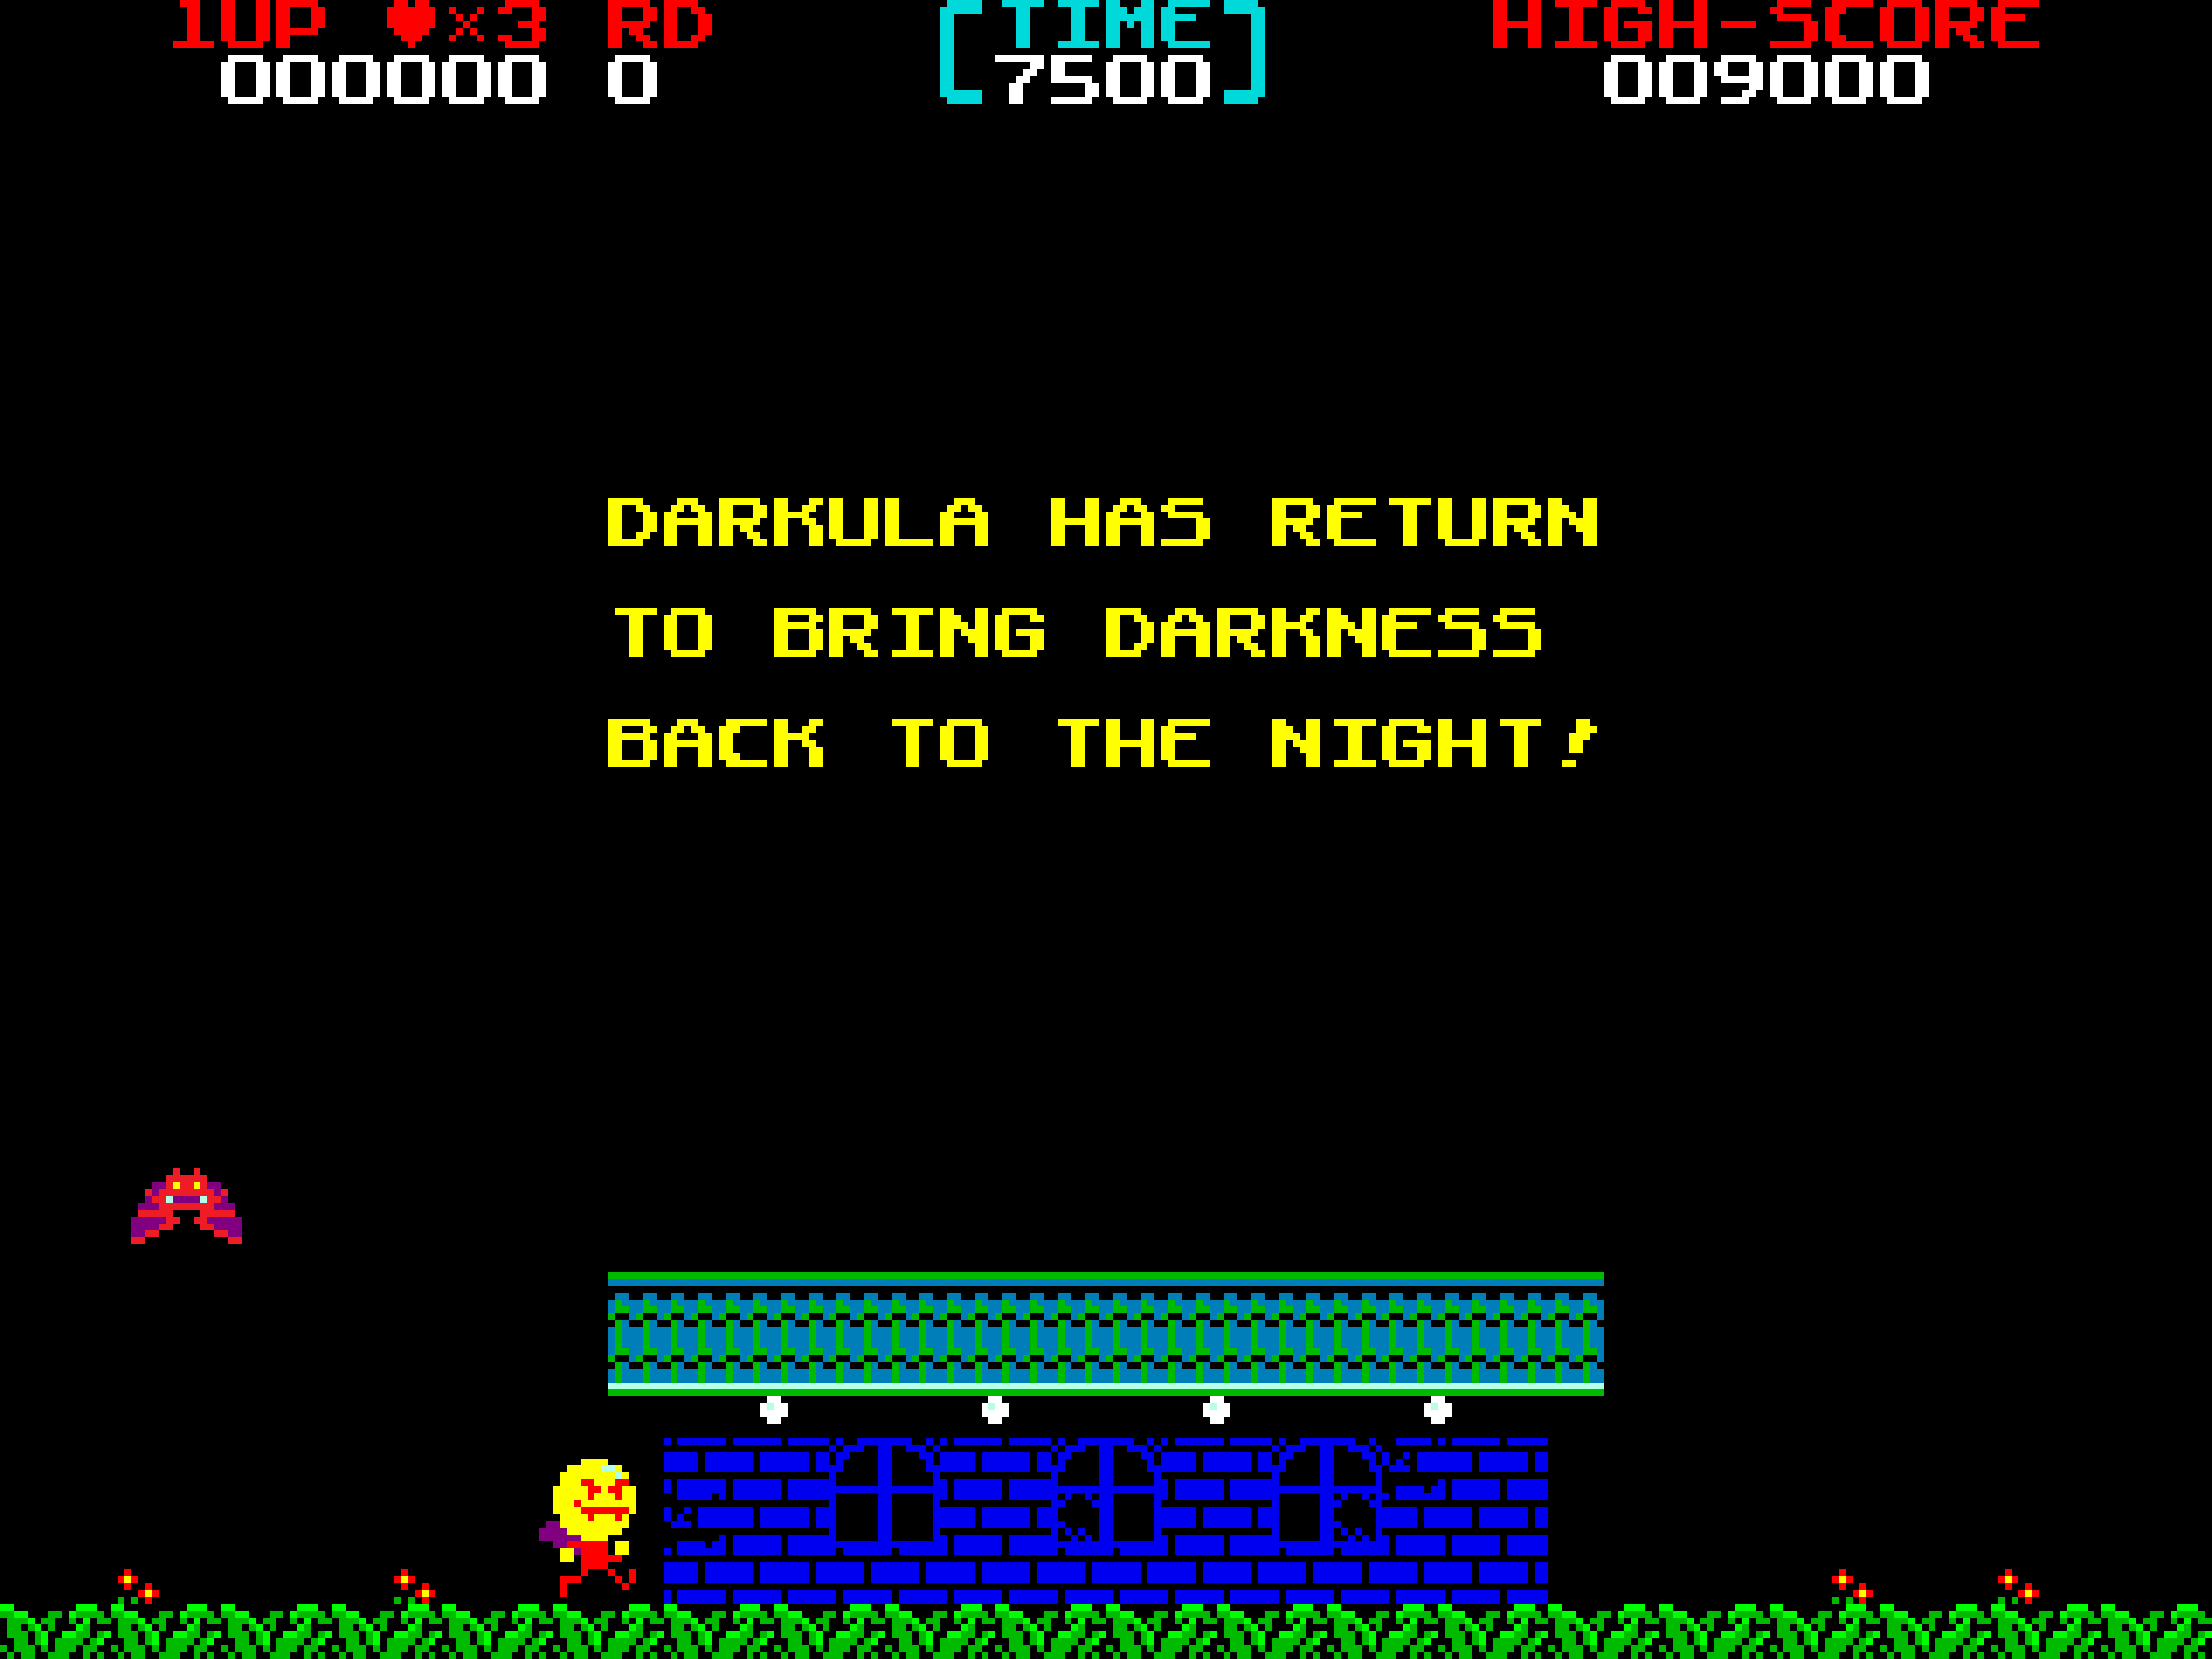 1UP ♥×3 RD [TIME] HIGH-SCORE
000000 0 7500 009000
DARKULA HAS RETURN
TO BRING DARKNESS
BACK TO THE NIGHT!